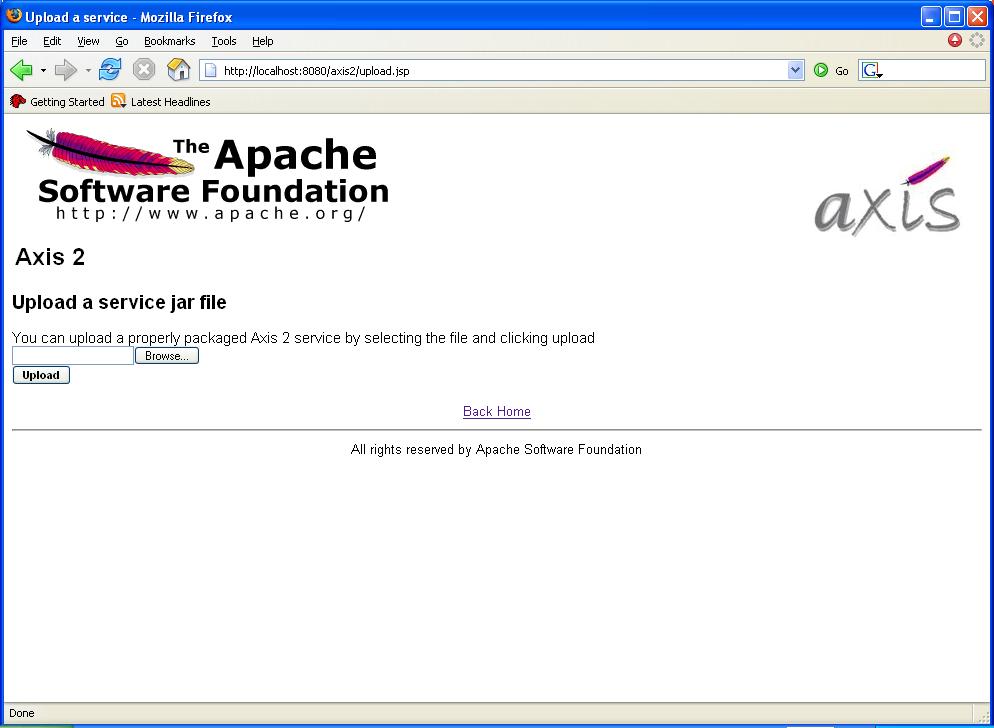 Upload a service - Mozilla Firefox
File Edit View Go Bookmarks Tools Help
http://localhost:8080/axis2/upload.jsp Go G
Getting Started Latest Headlines
The Apache
Software Foundation
http://www.apache.org/
axis
Axis 2
Upload a service jar file
You can upload a properly packaged Axis 2 service by selecting the file and clicking upload
Browse...
Upload
Back Home
All rights reserved by Apache Software Foundation
Done